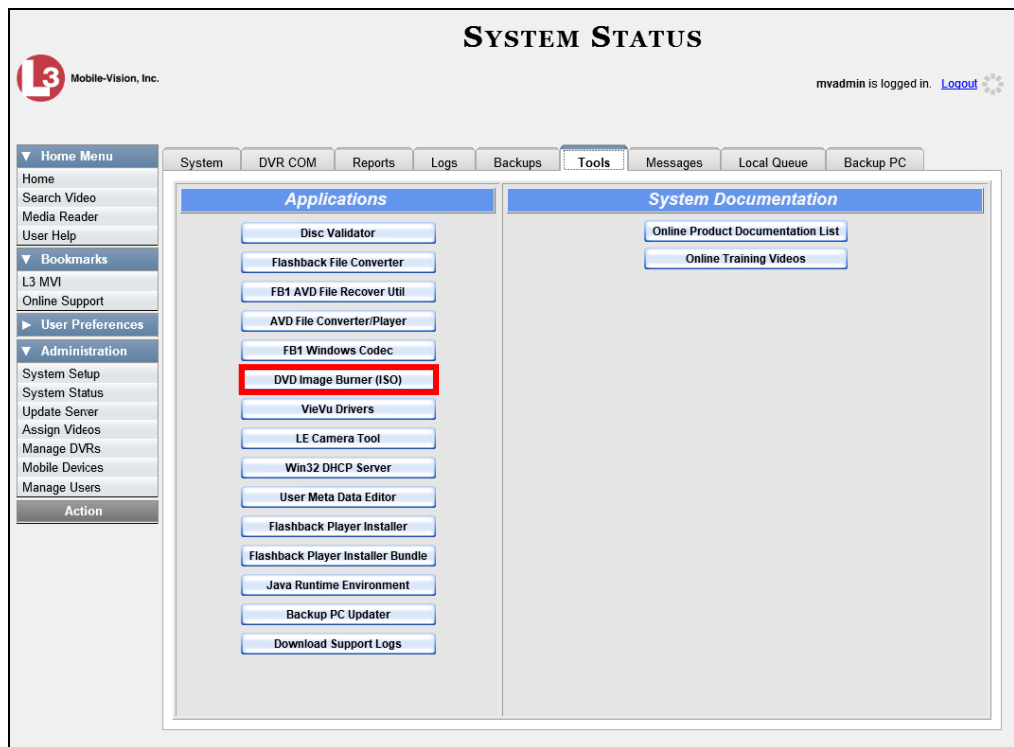 SYSTEM STATUS
L3 Mobile-Vision, Inc.
mvadmin is logged in. Logout
▼ Home Menu
Home
Search Video
Media Reader
User Help
▼ Bookmarks
L3 MVI
Online Support
► User Preferences
▼ Administration
System Setup
System Status
Update Server
Assign Videos
Manage DVRs
Mobile Devices
Manage Users
Action
System
DVR COM
Reports
Logs
Backups
Tools
Messages
Local Queue
Backup PC
Applications
Disc Validator
Flashback File Converter
FB1 AVD File Recover Util
AVD File Converter/Player
FB1 Windows Codec
DVD Image Burner (ISO)
VieVu Drivers
LE Camera Tool
Win32 DHCP Server
User Meta Data Editor
Flashback Player Installer
Flashback Player Installer Bundle
Java Runtime Environment
Backup PC Updater
Download Support Logs
System Documentation
Online Product Documentation List
Online Training Videos